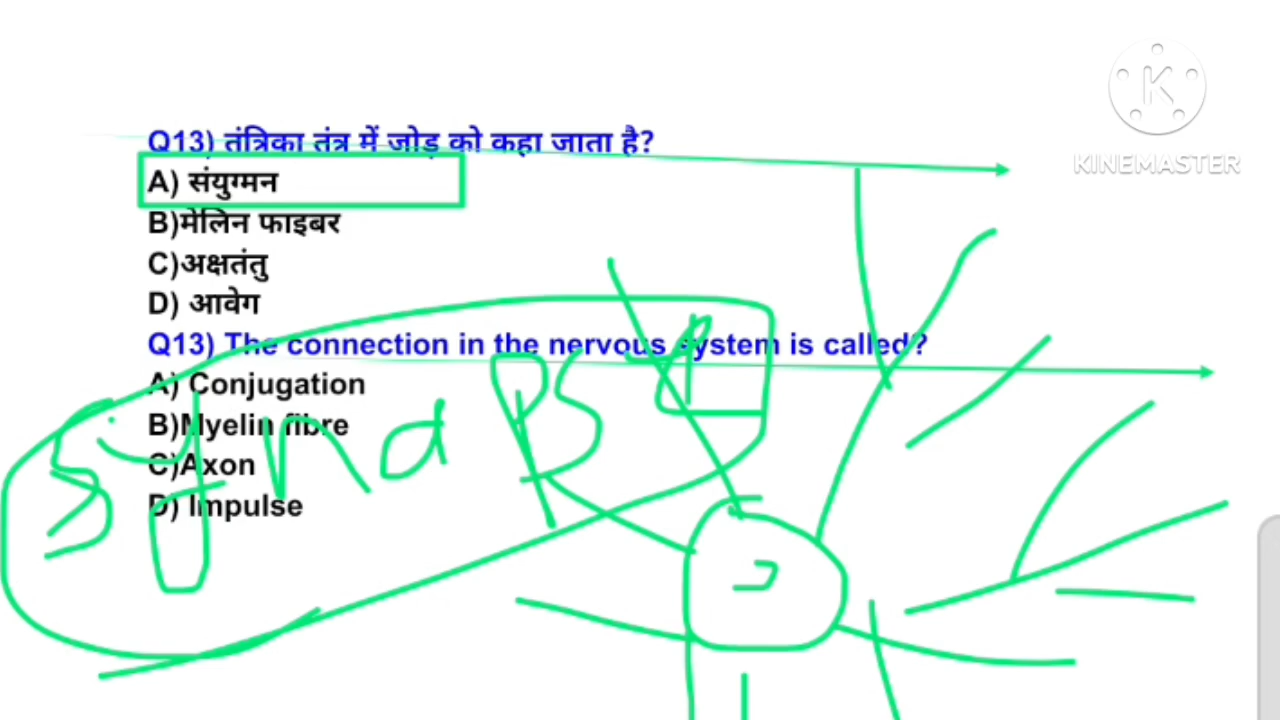 Q13) तंत्रिका तंत्र में जोड़ को कहा जाता है?
A) संयुग्मन
B)मेलिन फाइबर
C)अक्षतंतु
D) आवेग
Q13) The connection in the nervous system is called?
A) Conjugation
B)Myelin fibre
C)Axon
D) Impulse
KINEMASTER